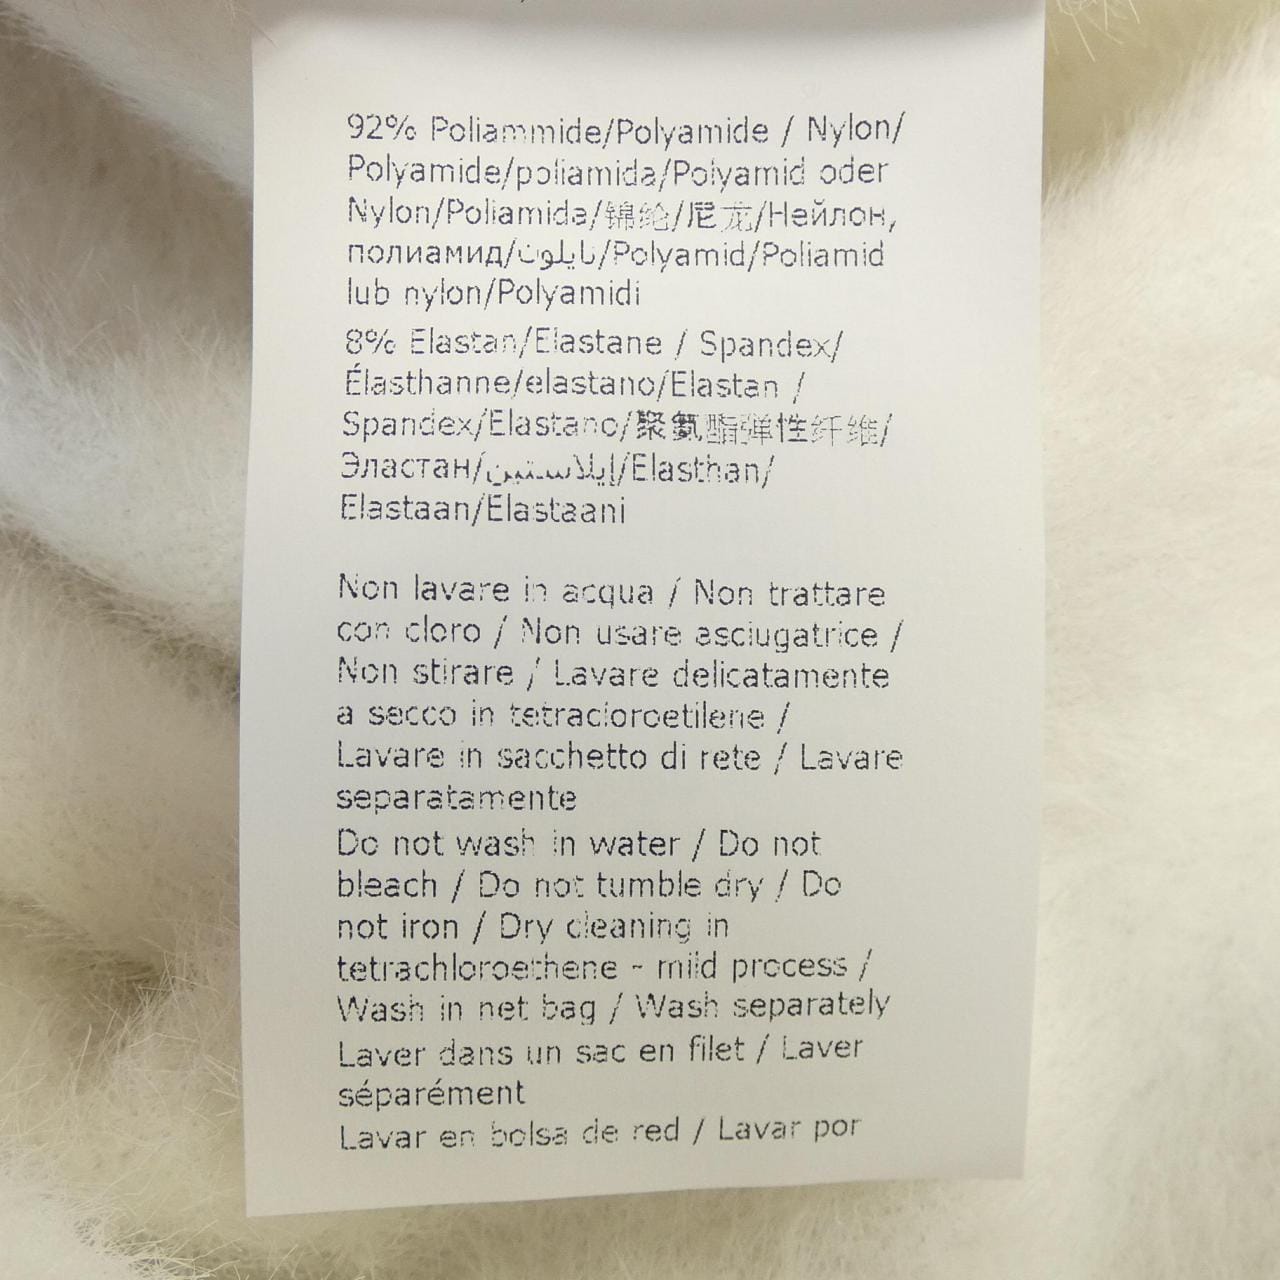 92% Poliammide/Polyamide / Nylon/
Polyamide/poliamida/Polyamid oder
Nylon/Poliamida/锦纶/尼龙/Нейлон,
полиамид/نايلون/Polyamid/Poliamid
lub nylon/Polyamidi
8% Elastan/Elastane / Spandex/
Élasthanne/elastano/Elastan /
Spandex/Elastano/聚氨酯弹性纤维/
Эластан/إيلاستين/Elasthan/
Elastaan/Elastaani
Non lavare in acqua / Non trattare
con cloro / Non usare asciugatrice /
Non stirare / Lavare delicatamente
a secco in tetracloroetilene /
Lavare in sacchetto di rete / Lavare
separatamente
Do not wash in water / Do not
bleach / Do not tumble dry / Do
not iron / Dry cleaning in
tetrachloroethene - mild process /
Wash in net bag / Wash separately
Laver dans un sac en filet / Laver
séparément
Lavar en bolsa de red / Lavar por